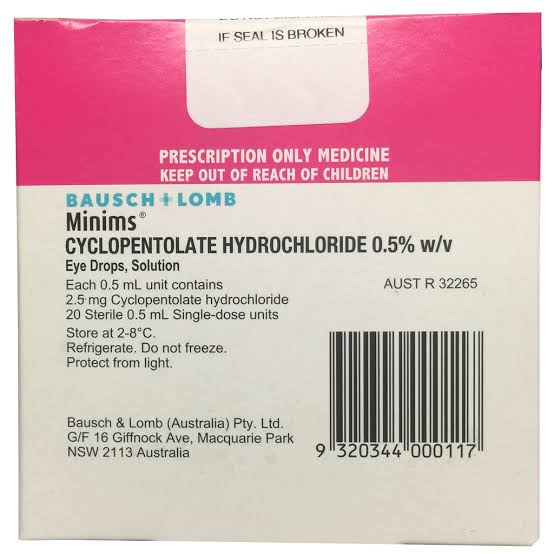 IF SEAL IS BROKEN
PRESCRIPTION ONLY MEDICINE
KEEP OUT OF REACH OF CHILDREN
BAUSCH + LOMB
Minims®
CYCLOPENTOLATE HYDROCHLORIDE 0.5% w/v
Eye Drops, Solution
Each 0.5 mL unit contains
AUST R 32265
2.5 mg Cyclopentolate hydrochloride
20 Sterile 0.5 mL Single-dose units
Store at 2-8°C.
Refrigerate. Do not freeze.
Protect from light.
Bausch & Lomb (Australia) Pty. Ltd.
G/F 16 Giffnock Ave, Macquarie Park
NSW 2113 Australia
9 320344 000117